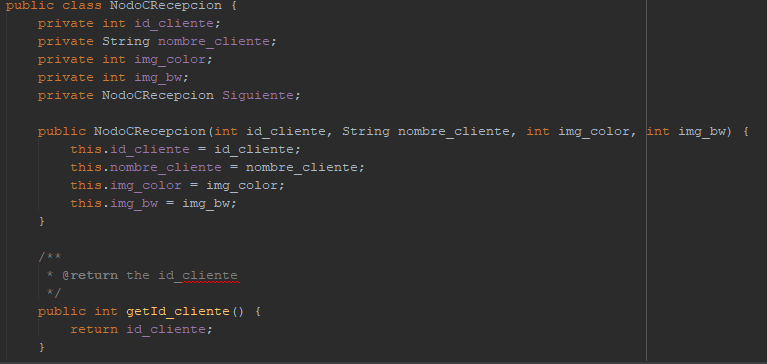 public class NodoCRecepcion {
private int id_cliente;
private String nombre_cliente;
private int img_color;
private int img_bw;
private NodoCRecepcion Siguiente;
public NodoCRecepcion(int id_cliente, String nombre_cliente, int img_color, int img_bw) {
this.id_cliente = id_cliente;
this.nombre_cliente = nombre_cliente;
this.img_color = img_color;
this.img_bw = img_bw;
}
/**
* @return the id_cliente
*/
public int getId_cliente() {
return id_cliente;
}